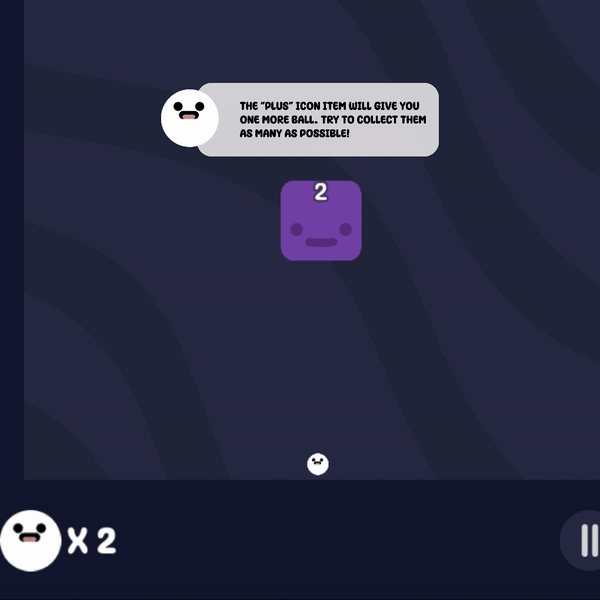 THE "PLUS" ICON ITEM WILL GIVE YOU
ONE MORE BALL. TRY TO COLLECT THEM
AS MANY AS POSSIBLE!
2
X 2